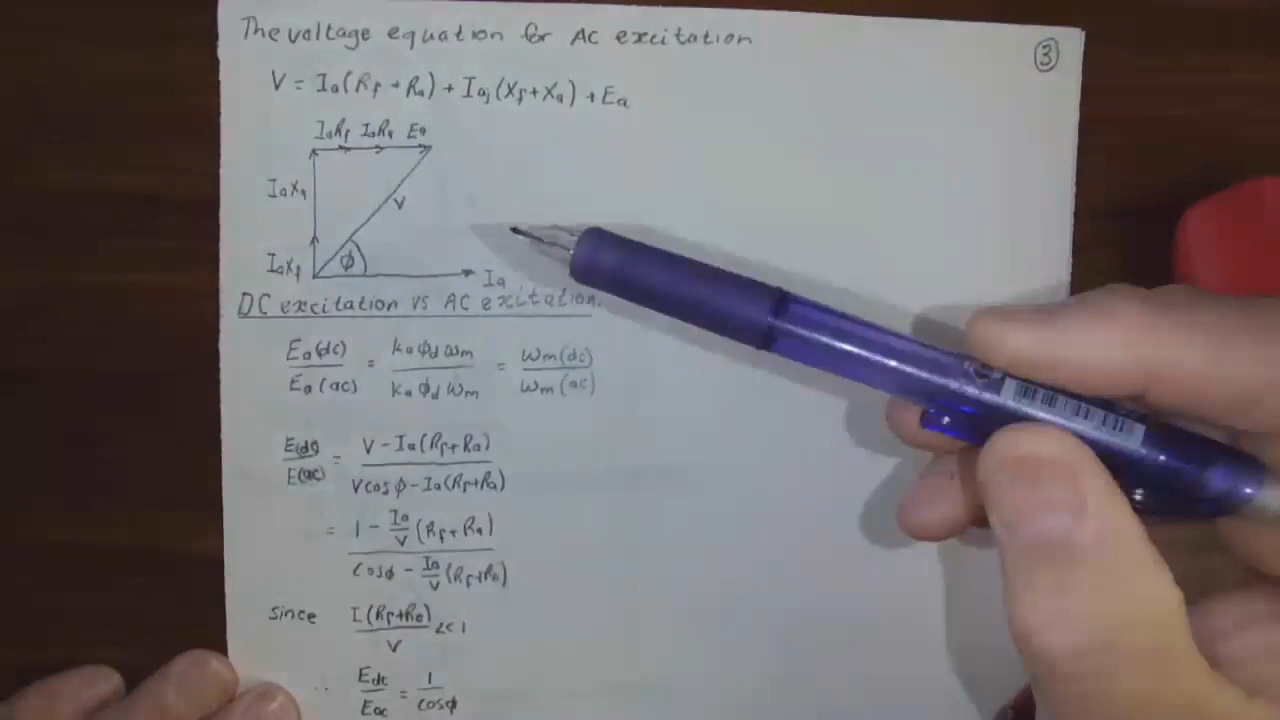 The voltage equation for AC excitation
③
V = Ia(Rf + Ra) + Iaj(Xf+Xa) + Ea
IaRf IaRa Ea
IaXa
V
IaXf
ϕ
Ia
DC excitation vs AC excitation.
Ea(dc)/Ea(ac) = kaϕdωm/kaϕdωm = ωm(dc)/ωm(ac)
E(dc)/E(ac) = V - Ia(Rf+Ra)/Vcosϕ - Ia(Rf+Ra)
= 1 - Ia/V (Rf+Ra)/cosϕ - Ia/V (Rf+Ra)
since I(Rf+Ra)/V << 1
∴ Edc/Eac = 1/cosϕ